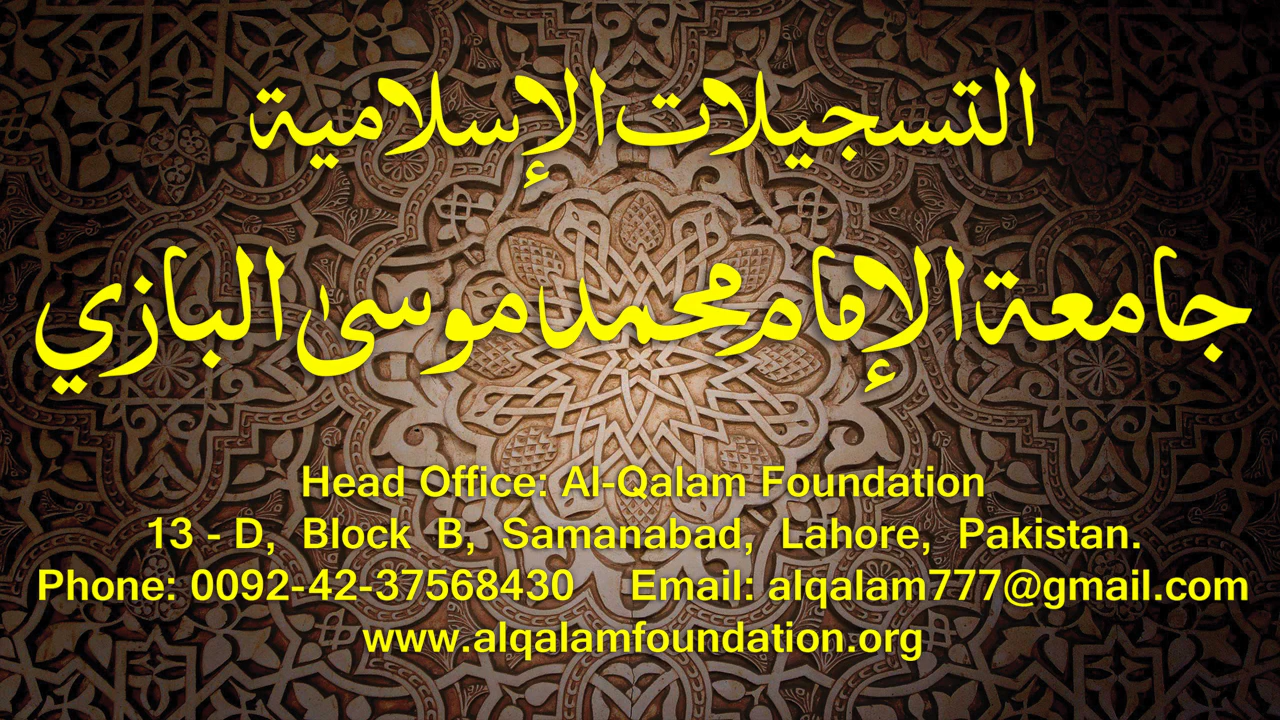 التسجيلات الإسلامية
جامعة الإمام محمد موسى البازي
Head Office: Al-Qalam Foundation
13 - D, Block B, Samanabad, Lahore, Pakistan.
Phone: 0092-42-37568430 Email: alqalam777@gmail.com
www.alqalamfoundation.org